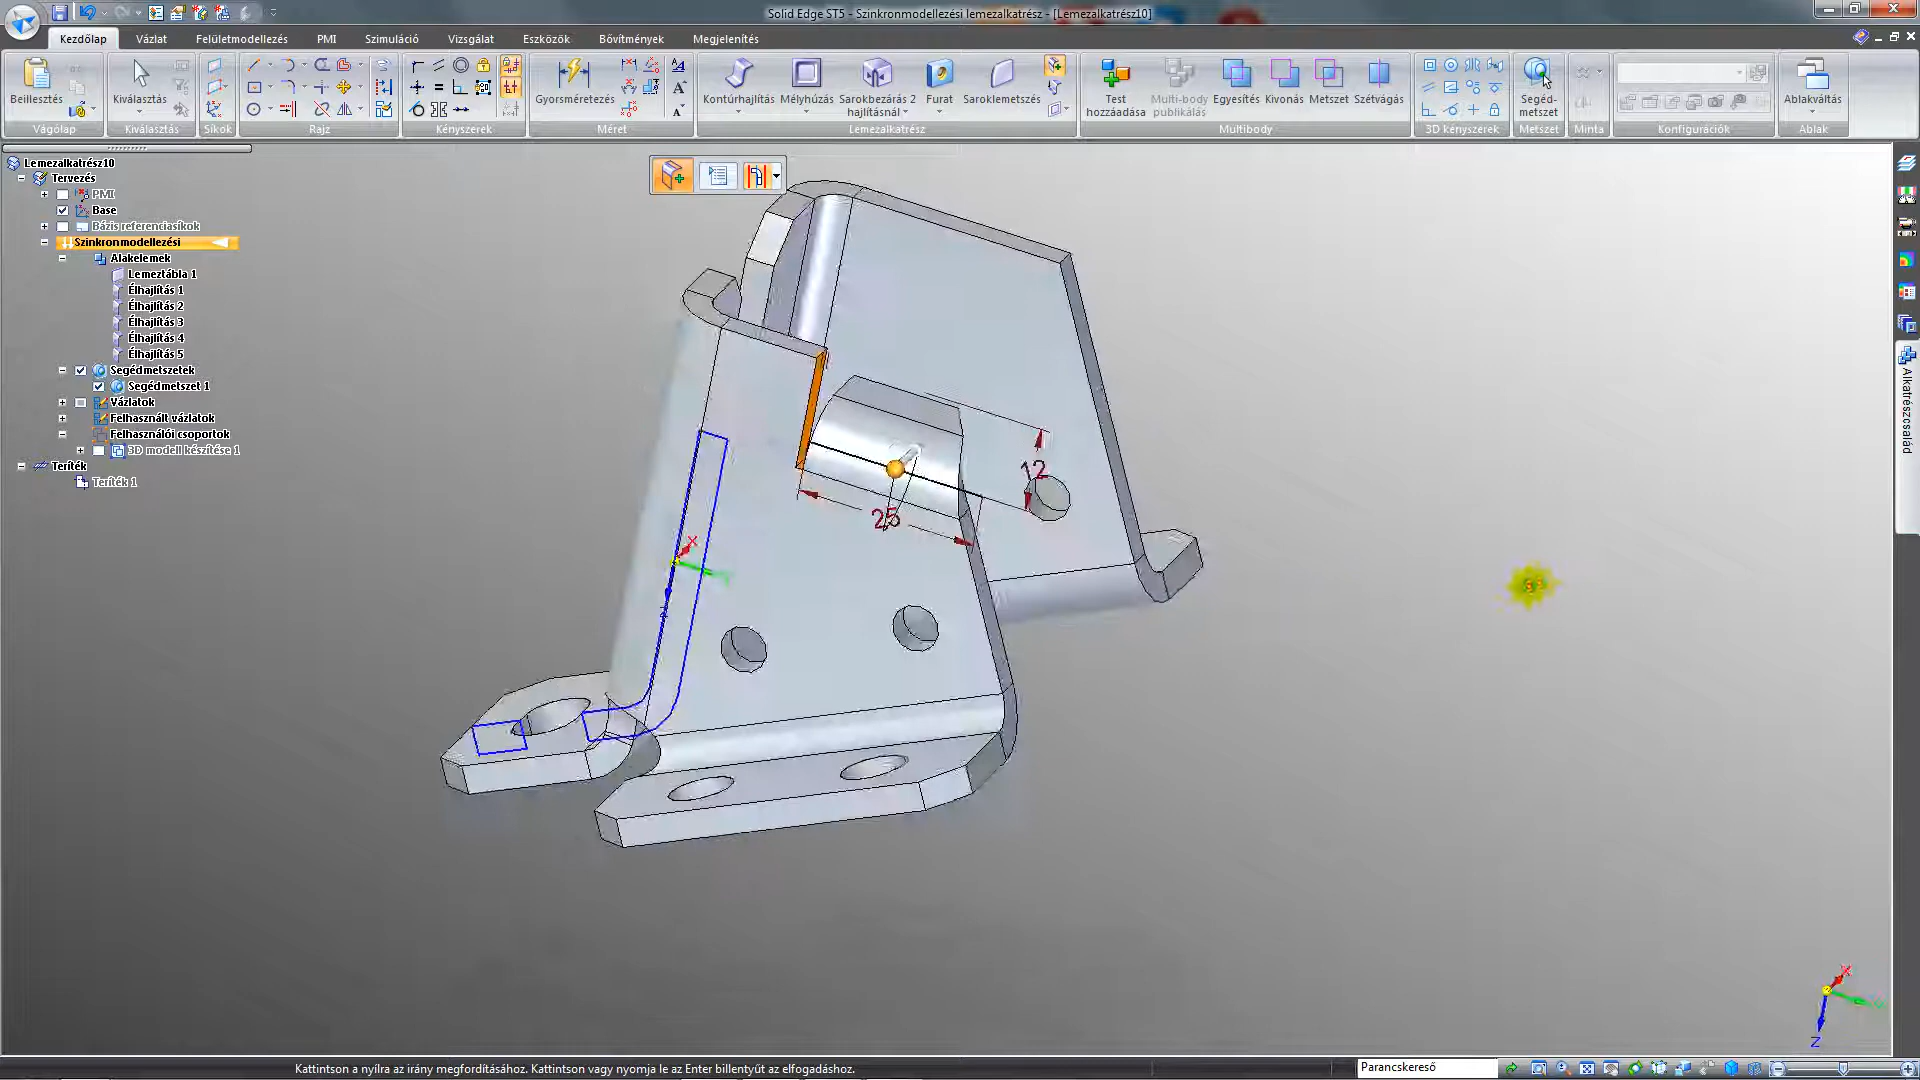 Solid Edge ST5 - Szinkronmodellezési lemezalkatrész - [Lemezalkatrész10]
Kezdőlap Vázlat Felületmodellezés PMI Szimuláció Vizsgálat Eszközök Bővítmények Megjelenítés
Beillesztés Kiválasztás Gyorsméretezés Kontúrhajlítás Mélyhúzás Sarokbezárás 2 hajlításnál Furat Saroklemetszés Test hozzáadása Multi-body publikálás Egyesítés Kivonás Metszet Szétvágás Segéd-metszet Ablakváltás
Vágólap Kiválasztás Síkok Rajz Kényszerek Méret Lemezalkatrész Multibody 3D kényszerek Metszet Minta Konfigurációk Ablak
Lemezalkatrész10
Tervezés
PMI
Base
Bázis referenciasíkok
Szinkronmodellezési
Alakelemek
Lemeztábla 1
Élhajlítás 1
Élhajlítás 2
Élhajlítás 3
Élhajlítás 4
Élhajlítás 5
Segédmetszetek
Segédmetszet 1
Vázlatok
Felhasznált vázlatok
Felhasználói csoportok
3D modell készítése 1
Teríték
Teríték 1
12
25
X
Z
Alkatrészcsalád
X
Z
Kattintson a nyílra az irány megfordításához. Kattintson vagy nyomja le az Enter billentyűt az elfogadáshoz.
Parancskereső